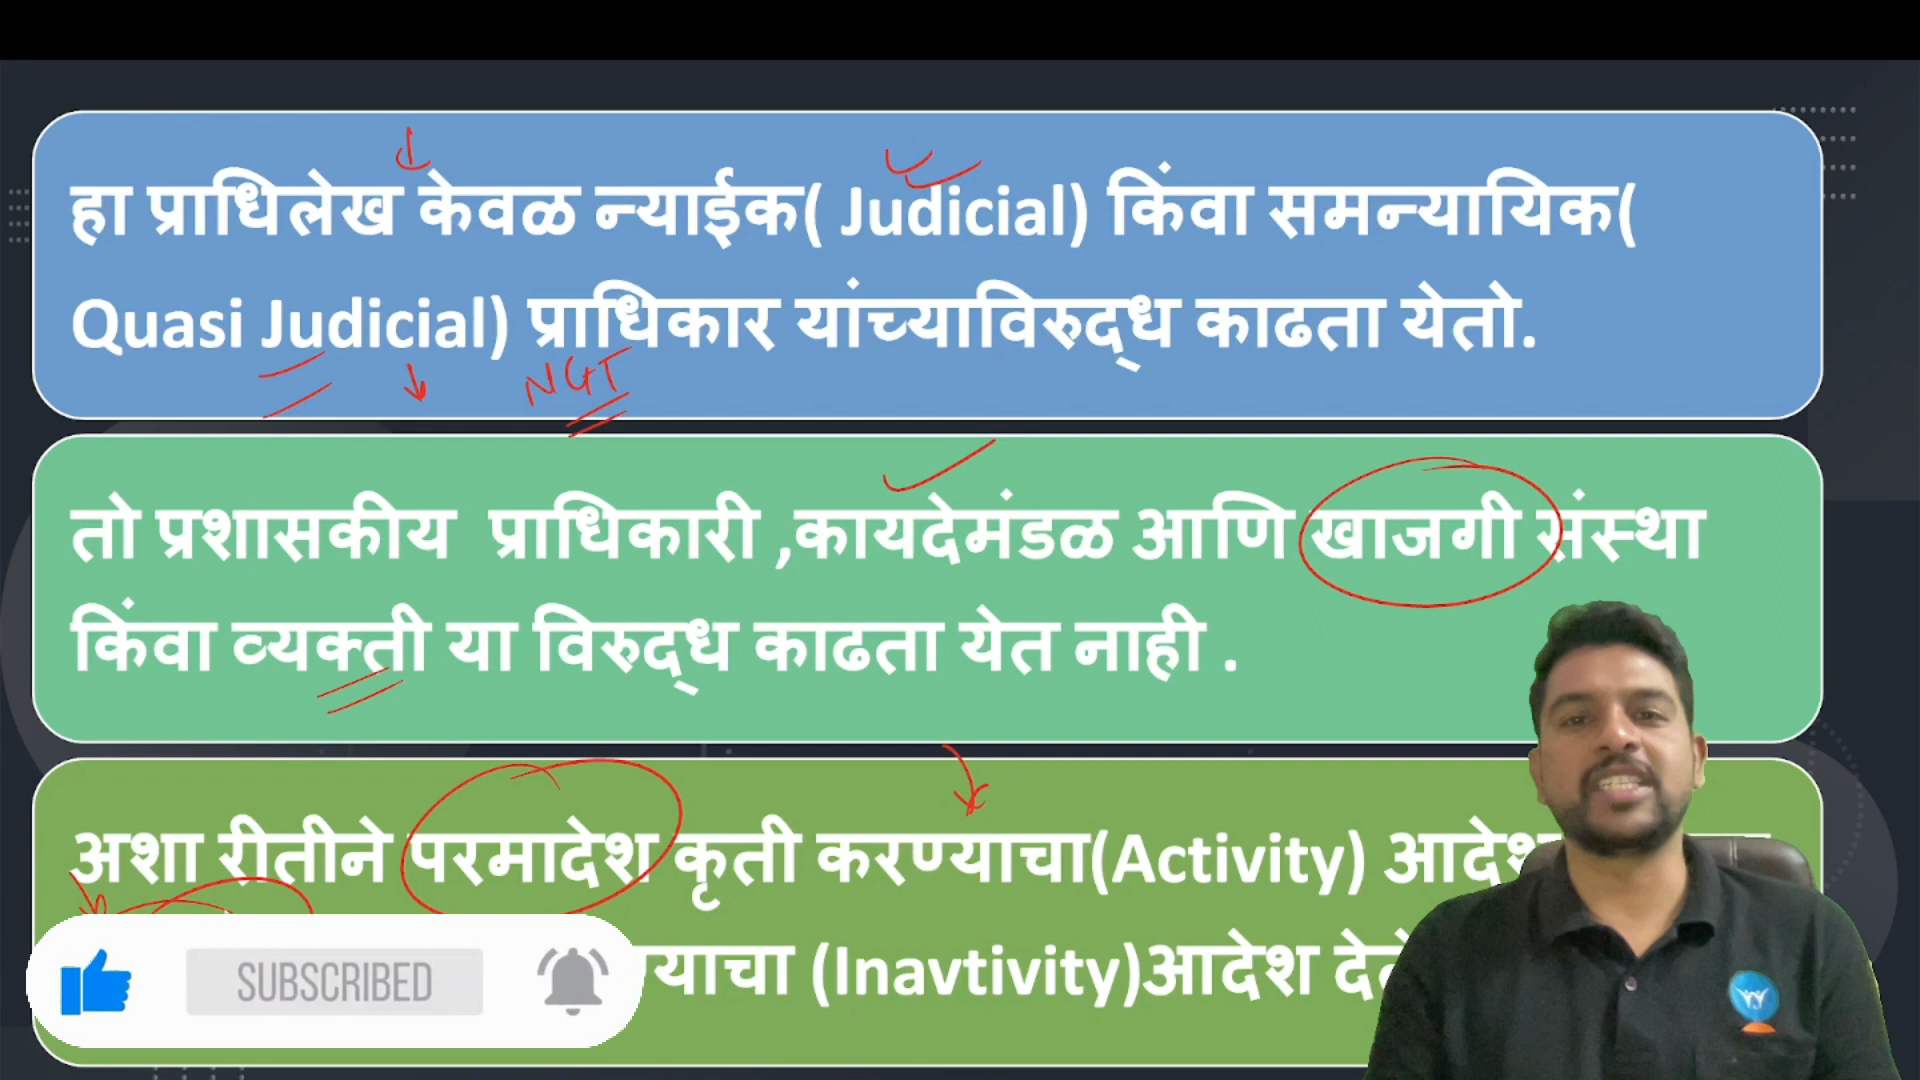 हा प्राधिलेख केवळ न्याईक( Judicial) किंवा समन्यायिक(
Quasi Judicial) प्राधिकार यांच्याविरुद्ध काढता येतो.
NGT
तो प्रशासकीय प्राधिकारी ,कायदेमंडळ आणि खाजगी संस्था
किंवा व्यक्ती या विरुद्ध काढता येत नाही .
अशा रीतीने परमादेश कृती करण्याचा(Activity)
(Inavtivity)आदेश
SUBSCRIBED